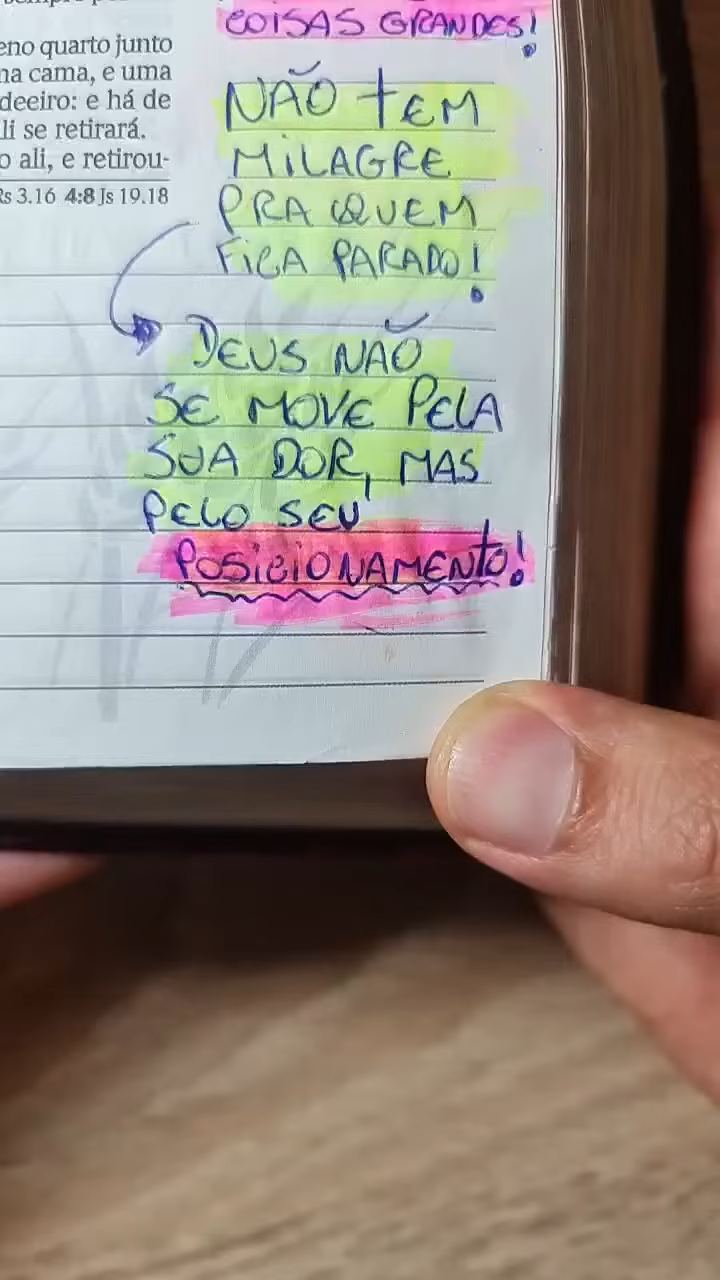 eno quarto junto
na cama, e uma
deeiro: e há de
li se retirará.
o ali, e retirou-
Rs 3.16 4:8 Js 19.18
COISAS GRANDES!
NÃO TEM
MILAGRE
PRA QUEM
FICA PARADO!
DEUS NÃO
SE MOVE PELA
SUA DOR, MAS
PELO SEU
POSICIONAMENTO!